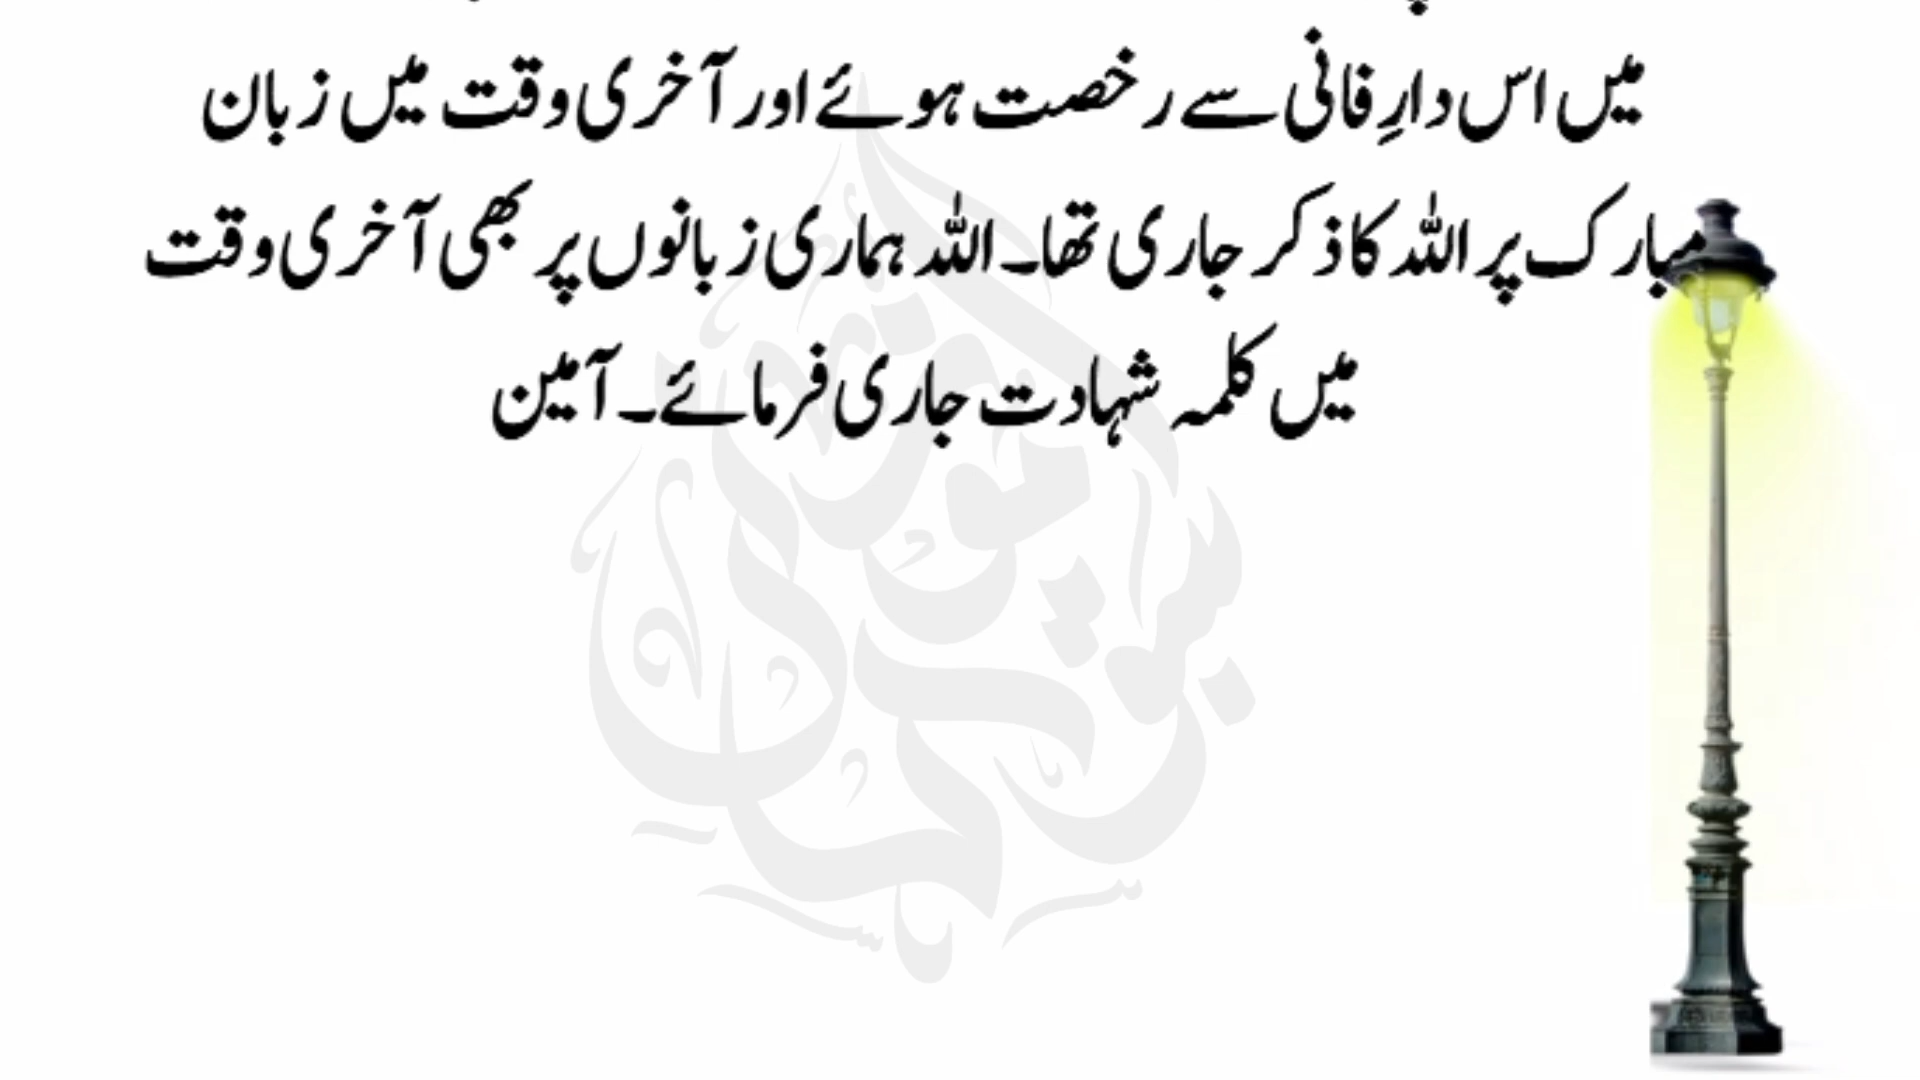 میں اس دارِ فانی سے رخصت ہوئے اور آخری وقت میں زبان
مبارک پر اللہ کا ذکر جاری تھا۔ اللہ ہماری زبانوں پر بھی آخری وقت
میں کلمہ شہادت جاری فرمائے۔ آمین